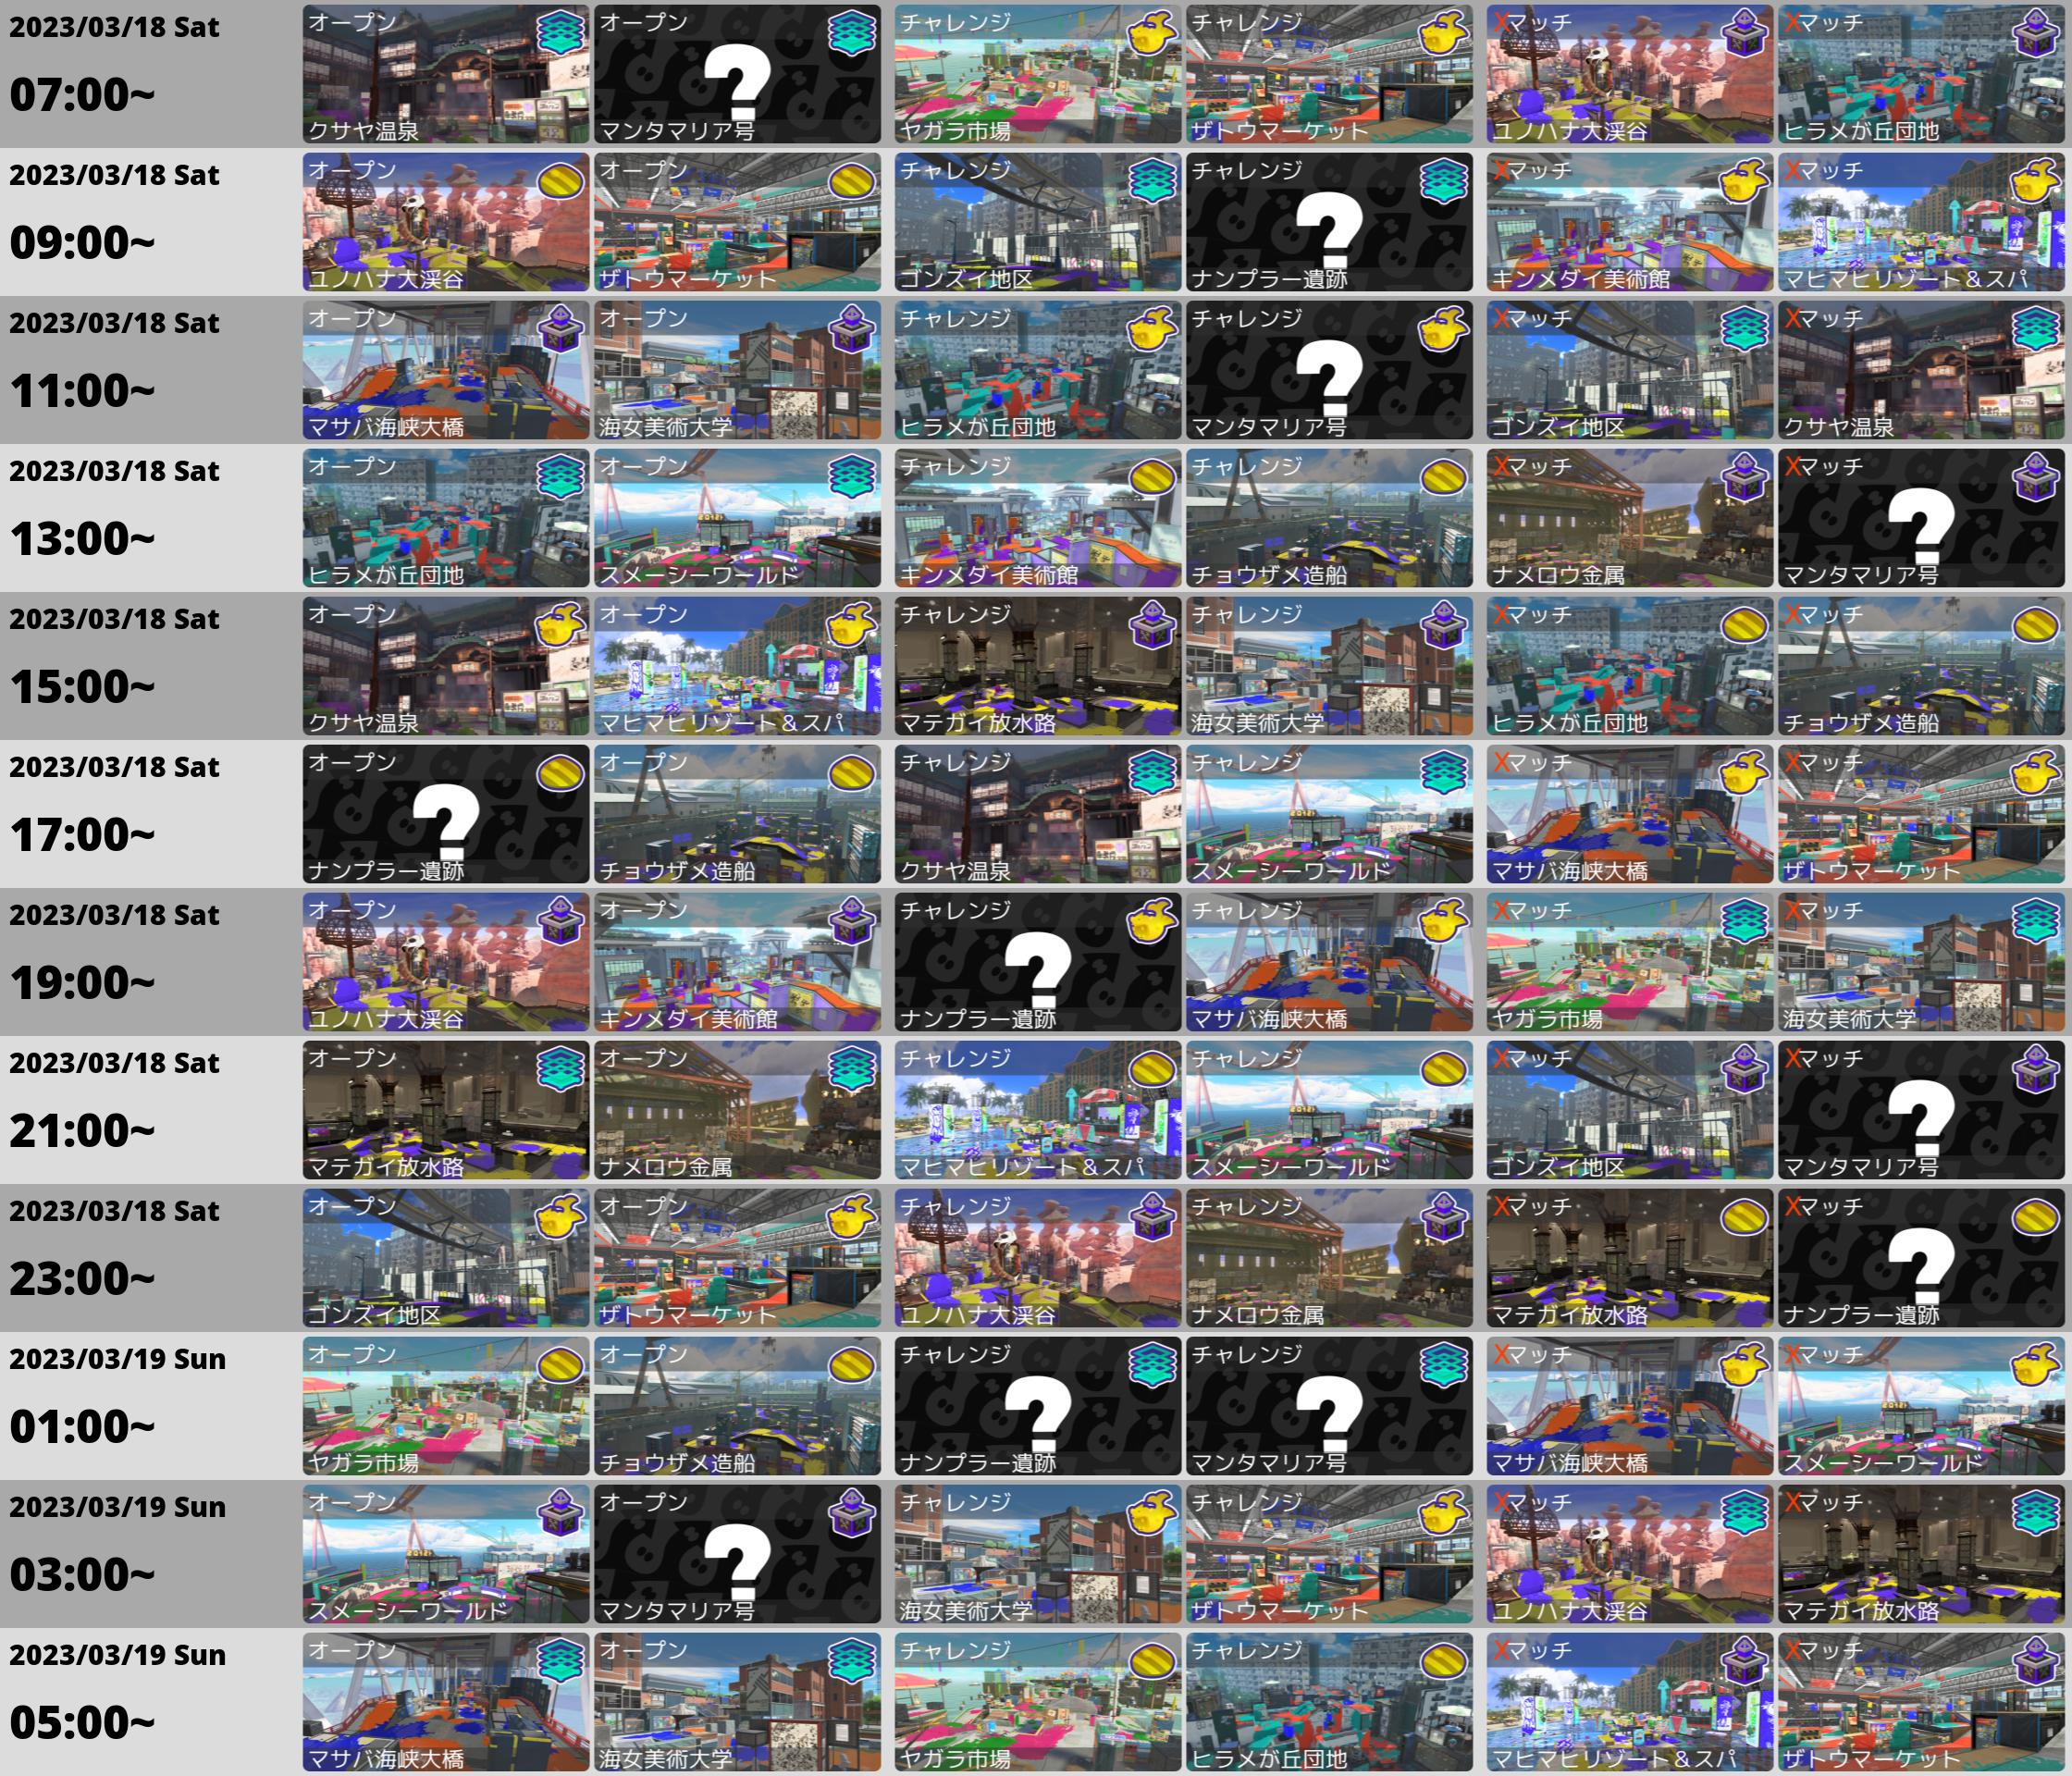 2023/03/18 Sat
07:00~
オープン
クサヤ温泉
オープン
マンタマリア号
チャレンジ
ヤガラ市場
チャレンジ
ザトウマーケット
Xマッチ
ユノハナ大渓谷
Xマッチ
ヒラメが丘団地
2023/03/18 Sat
09:00~
オープン
ユノハナ大渓谷
オープン
ザトウマーケット
チャレンジ
ゴンズイ地区
チャレンジ
ナンプラー遺跡
Xマッチ
キンメダイ美術館
Xマッチ
マヒマヒリゾート&スパ
2023/03/18 Sat
11:00~
オープン
マサバ海峡大橋
オープン
海女美術大学
チャレンジ
ヒラメが丘団地
チャレンジ
マンタマリア号
Xマッチ
ゴンズイ地区
Xマッチ
クサヤ温泉
2023/03/18 Sat
13:00~
オープン
ヒラメが丘団地
オープン
スメーシーワールド
チャレンジ
キンメダイ美術館
チャレンジ
チョウザメ造船
Xマッチ
ナメロウ金属
Xマッチ
マンタマリア号
2023/03/18 Sat
15:00~
オープン
クサヤ温泉
オープン
マヒマヒリゾート&スパ
チャレンジ
マテガイ放水路
チャレンジ
海女美術大学
Xマッチ
ヒラメが丘団地
Xマッチ
チョウザメ造船
2023/03/18 Sat
17:00~
オープン
ナンプラー遺跡
オープン
チョウザメ造船
チャレンジ
クサヤ温泉
チャレンジ
スメーシーワールド
Xマッチ
マサバ海峡大橋
Xマッチ
ザトウマーケット
2023/03/18 Sat
19:00~
オープン
ユノハナ大渓谷
オープン
キンメダイ美術館
チャレンジ
ナンプラー遺跡
チャレンジ
マサバ海峡大橋
Xマッチ
ヤガラ市場
Xマッチ
海女美術大学
2023/03/18 Sat
21:00~
オープン
マテガイ放水路
オープン
ナメロウ金属
チャレンジ
マヒマヒリゾート&スパ
チャレンジ
スメーシーワールド
Xマッチ
ゴンズイ地区
Xマッチ
マンタマリア号
2023/03/18 Sat
23:00~
オープン
ゴンズイ地区
オープン
ザトウマーケット
チャレンジ
ユノハナ大渓谷
チャレンジ
ナメロウ金属
Xマッチ
マテガイ放水路
Xマッチ
ナンプラー遺跡
2023/03/19 Sun
01:00~
オープン
ヤガラ市場
オープン
チョウザメ造船
チャレンジ
ナンプラー遺跡
チャレンジ
マンタマリア号
Xマッチ
マサバ海峡大橋
Xマッチ
スメーシーワールド
2023/03/19 Sun
03:00~
オープン
スメーシーワールド
オープン
マンタマリア号
チャレンジ
海女美術大学
チャレンジ
ザトウマーケット
Xマッチ
ユノハナ大渓谷
Xマッチ
マテガイ放水路
2023/03/19 Sun
05:00~
オープン
マサバ海峡大橋
オープン
海女美術大学
チャレンジ
ヤガラ市場
チャレンジ
ヒラメが丘団地
Xマッチ
マヒマヒリゾート&スパ
Xマッチ
ザトウマーケット